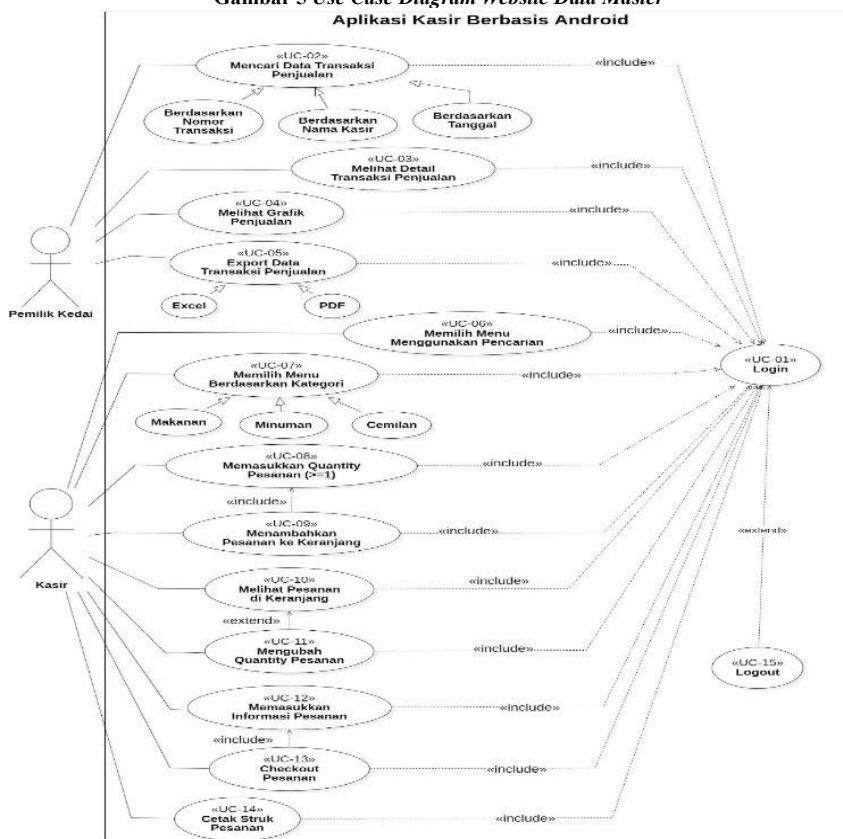 Gambar 5 Use Case Diagram Website Data Master
Aplikasi Kasir Berbasis Android
«UC-02»
Mencari Data Transaksi
Penjualan
«include»
Berdasarkan
Nomor
Transaksi
Berdasarkan
Nama Kasir
Berdasarkan
Tanggal
«UC-03»
Melihat Detail
Transaksi Penjualan
«include»
«UC-04»
Melihat Grafik
Penjualan
«include»
«UC-05»
Export Data
Transaksi Penjualan
«include»
Excel
PDF
Pemilik Kedai
«UC-06»
Memilih Menu
Menggunakan Pencarian
«include»
«UC-01»
Login
«UC-07»
Memilih Menu
Berdasarkan Kategori
«include»
Makanan
Minuman
Cemilan
«UC-08»
Memasukkan Quantity
Pesanan (>=1)
«include»
«include»
«UC-09»
Menambahkan
Pesanan ke Keranjang
«include»
«extend»
Kasir
«UC-10»
Melihat Pesanan
di Keranjang
«include»
«extend»
«UC-11»
Mengubah
Quantity Pesanan
«include»
«UC-15»
Logout
«UC-12»
Memasukkan
Informasi Pesanan
«include»
«include»
«UC-13»
Checkout
Pesanan
«include»
«UC-14»
Cetak Struk
Pesanan
«include»